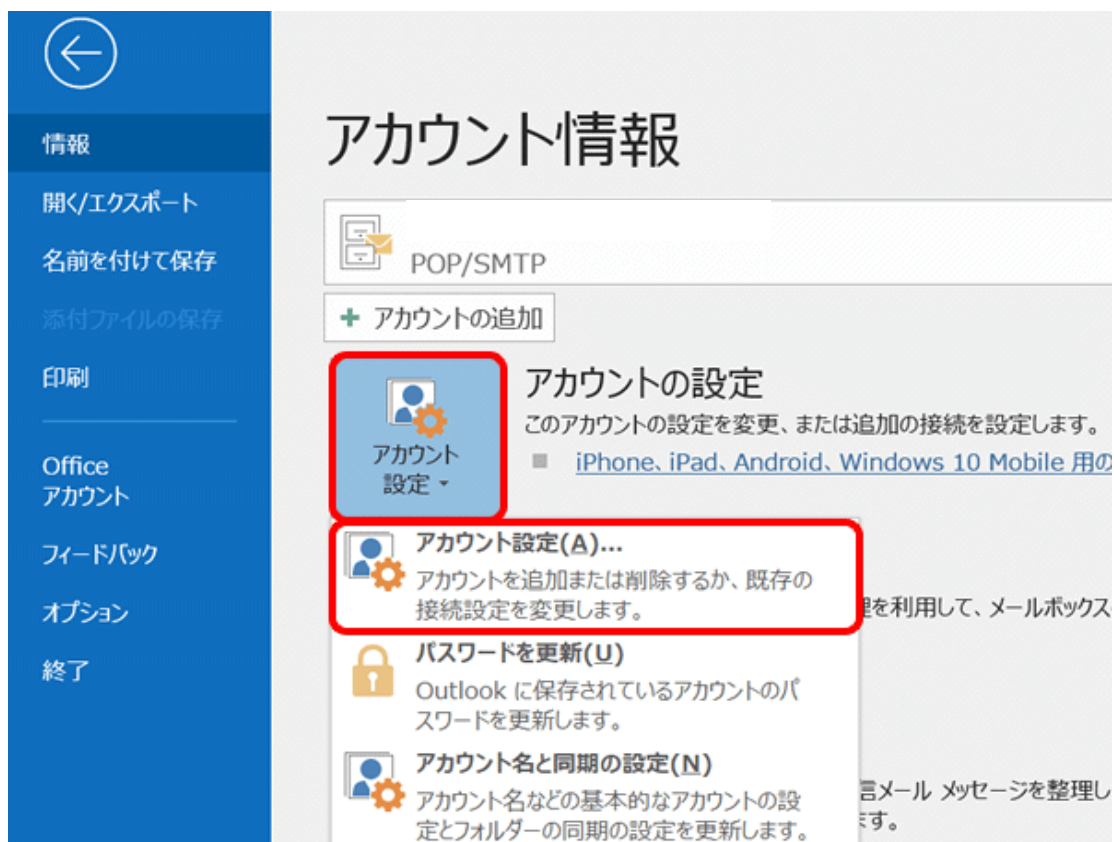 情報
開く/エクスポート
名前を付けて保存
添付ファイルの保存
印刷
Office
アカウント
フィードバック
オプション
終了
アカウント情報
POP/SMTP
アカウントの追加
アカウント
設定
アカウントの設定
このアカウントの設定を変更、または追加の接続を設定します。
iPhone、iPad、Android、Windows 10 Mobile 用の
アカウント設定(A)...
アカウントを追加または削除するか、既存の
接続設定を変更します。
を利用して、メールボックス
パスワードを更新(U)
Outlook に保存されているアカウントのパ
スワードを更新します。
アカウント名と同期の設定(N)
アカウント名などの基本的なアカウントの設
定とフォルダーの同期の設定を更新します。
メール メッセージを整理し
す。